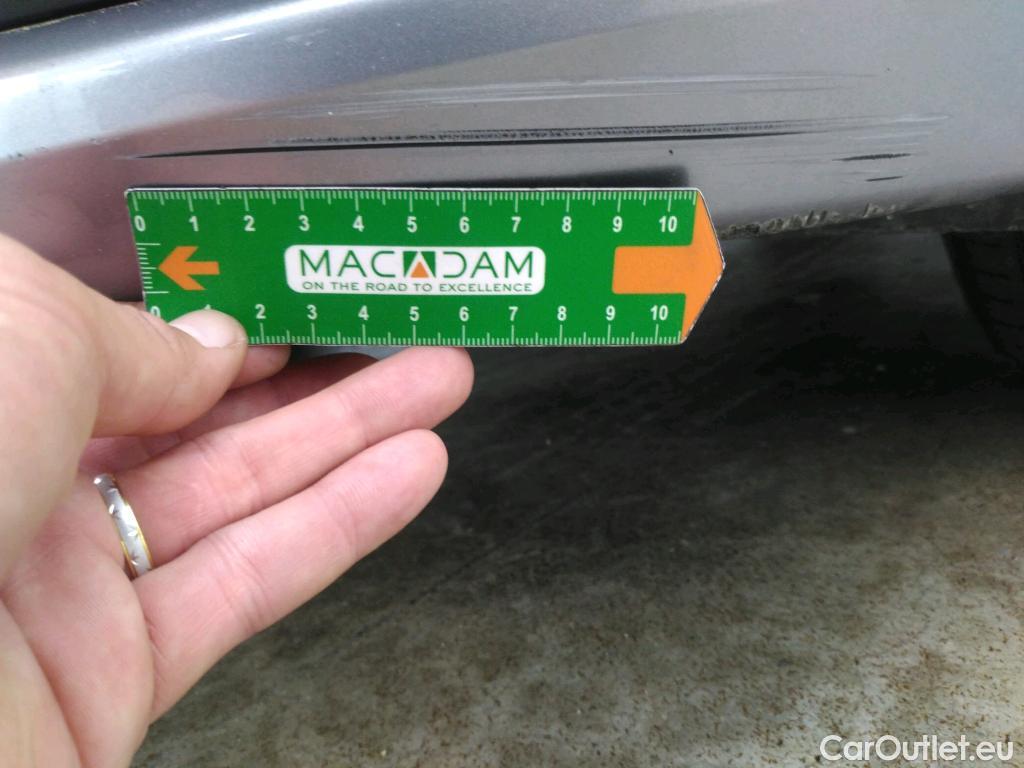 0 1 2 3 4 5 6 7 8 9 10
MACADAM
ON THE ROAD TO EXCELLENCE
0 1 2 3 4 5 6 7 8 9 10
CarOutlet.eu